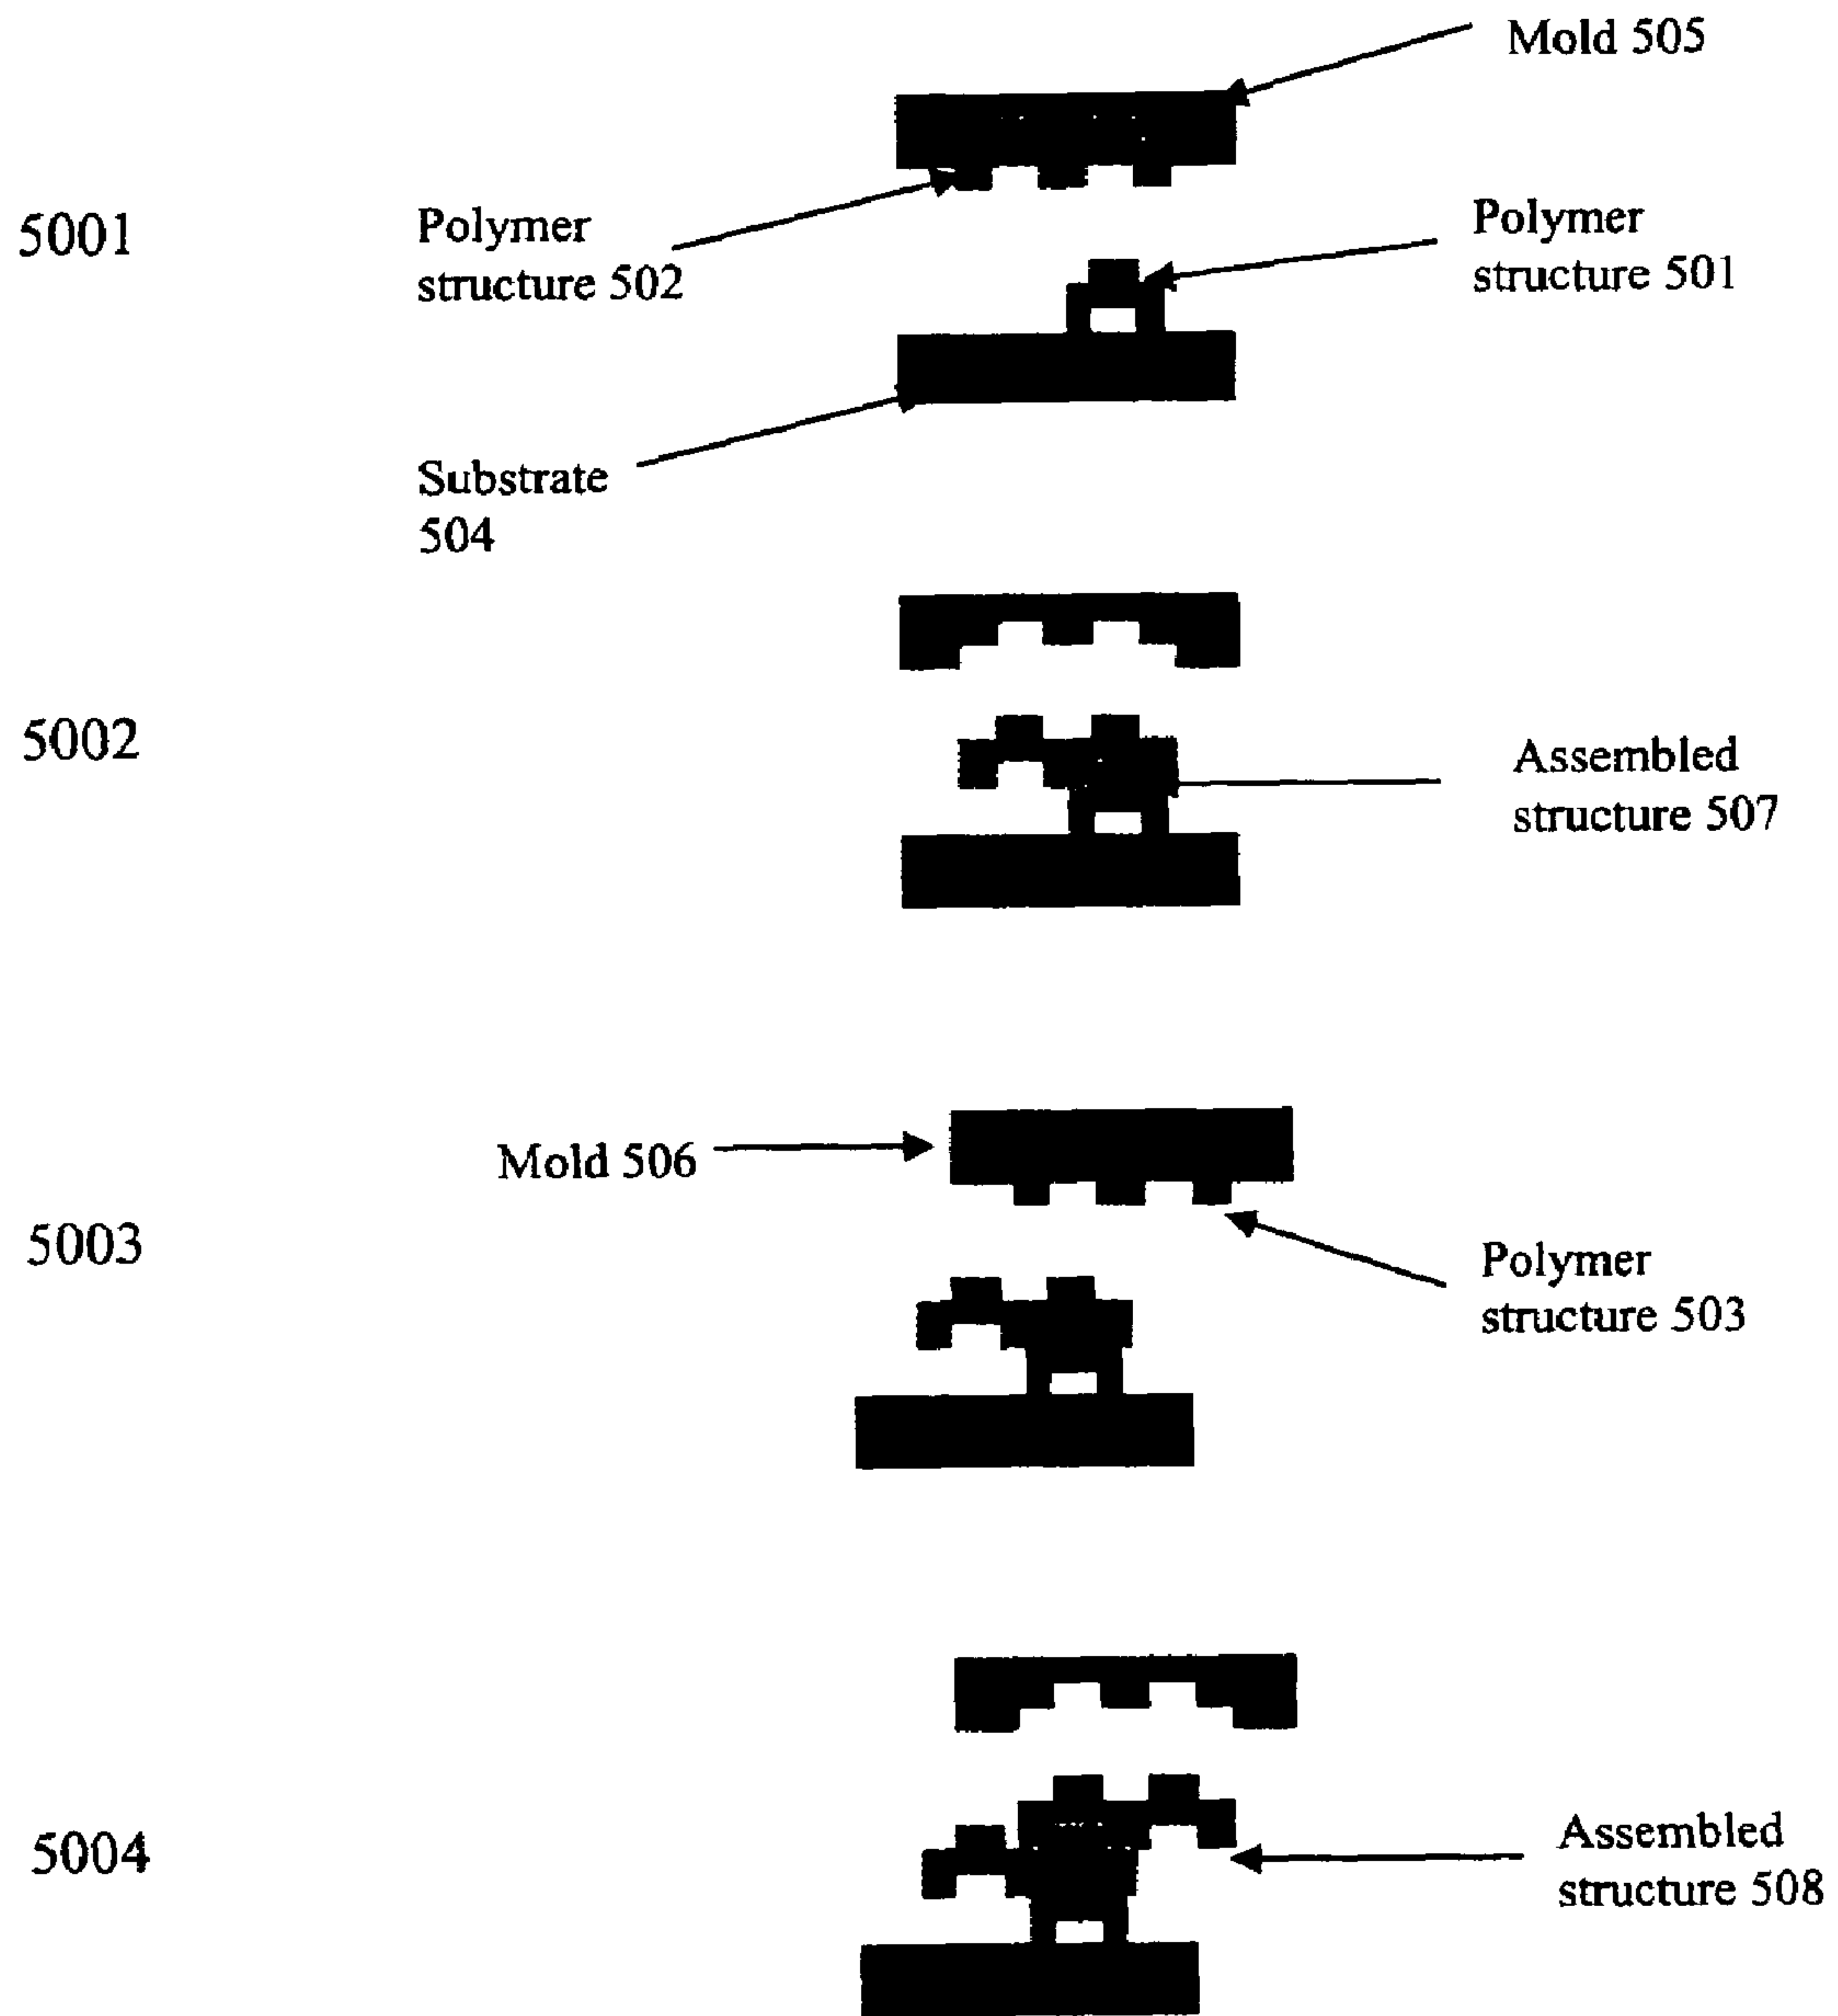 Mold 505
5001
Polymer
structure 502
Polymer
structure 501
Substrate
504
5002
Assembled
structure 507
Mold 506
5003
Polymer
structure 503
5004
Assembled
structure 508